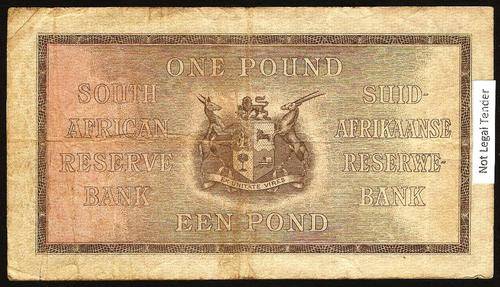 ONE POUND
SOUTH
AFRICAN
RESERVE
BANK
SUID-
AFRIKAANSE
RESERWE-
BANK
EX UNITATE VIRES
EEN POND
Not Legal Tender